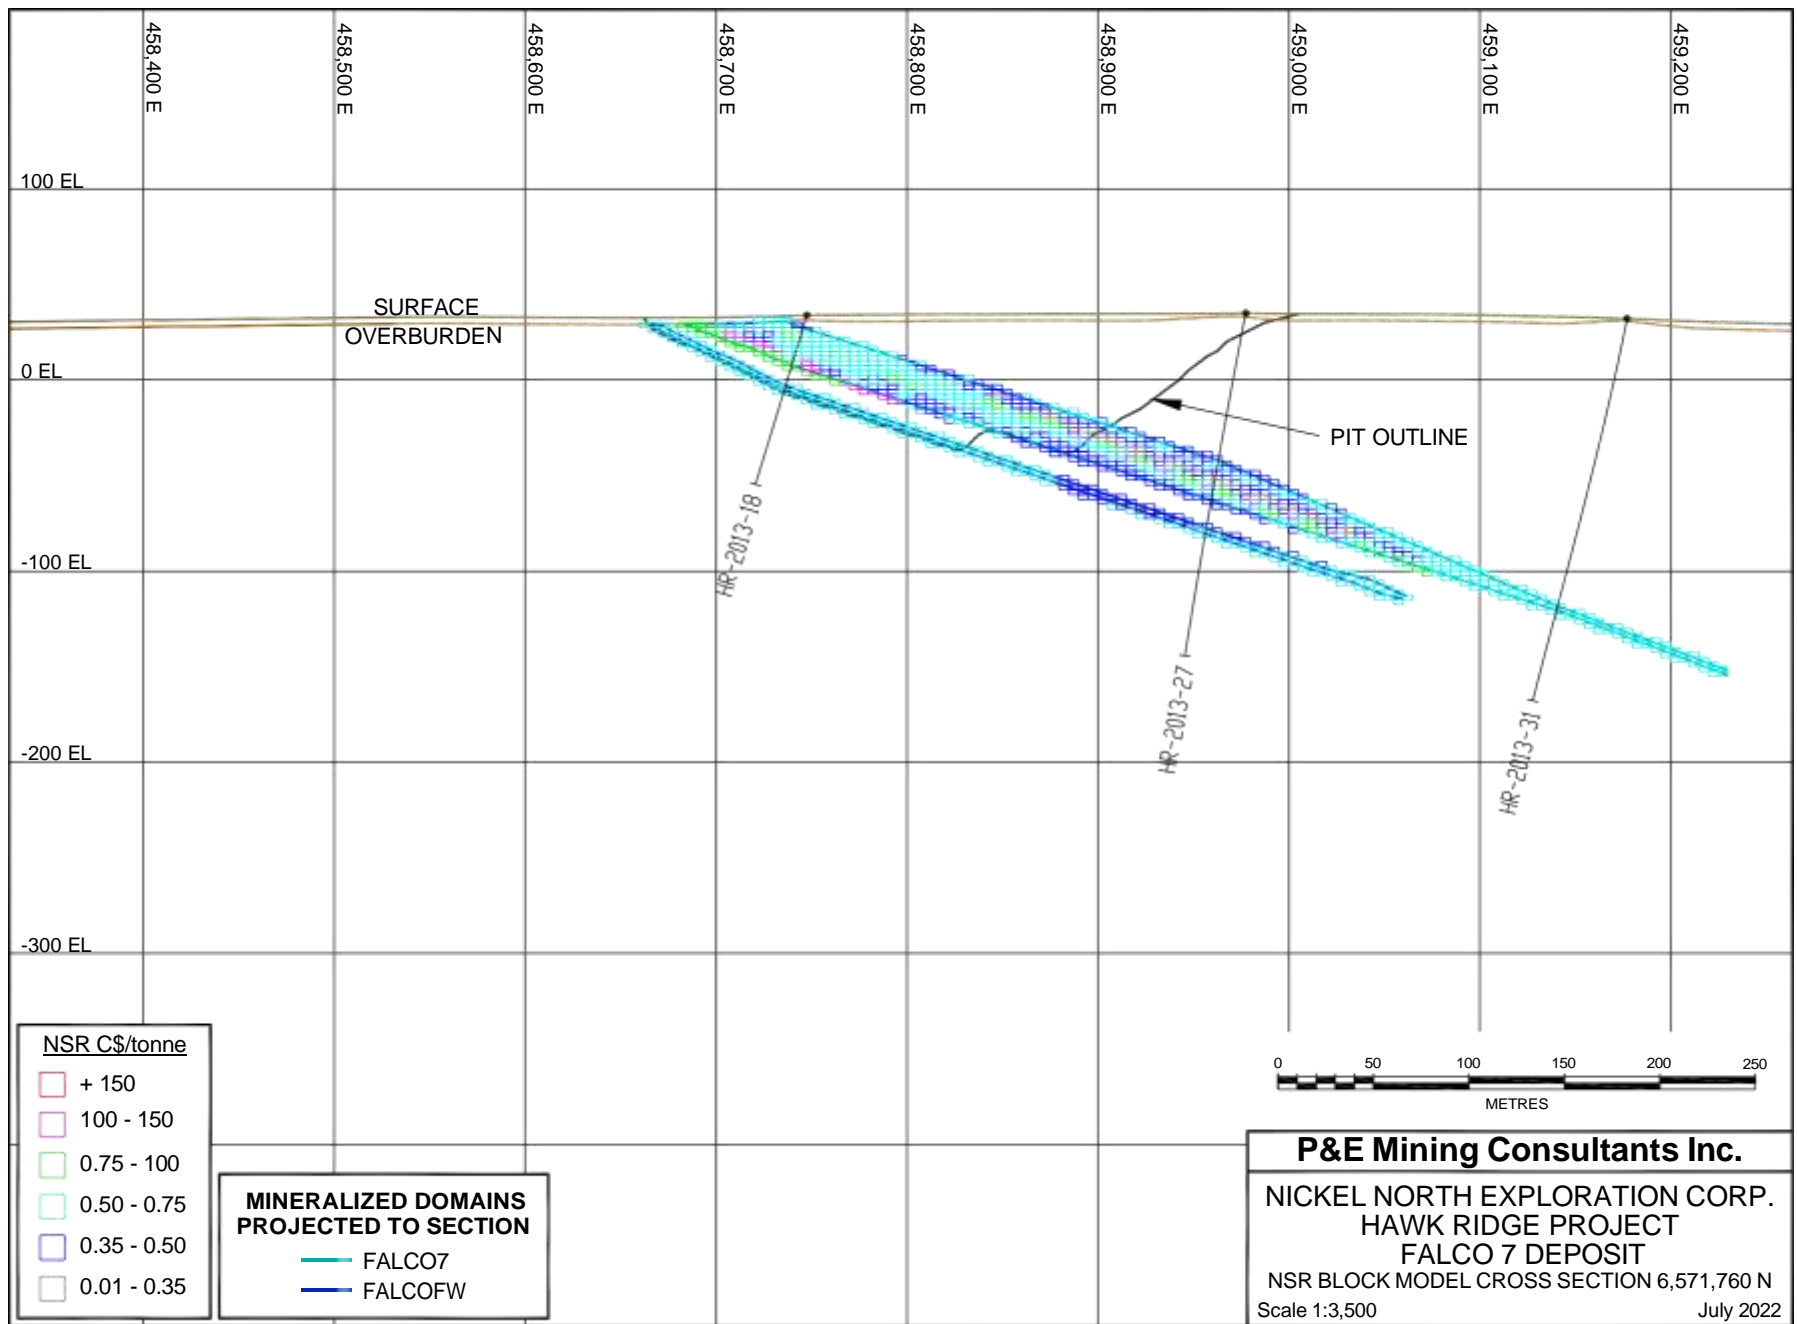 458,400 E
458,500 E
458,600 E
458,700 E
458,800 E
458,900 E
459,000 E
459,100 E
459,200 E
100 EL
SURFACE
OVERBURDEN
0 EL
PIT OUTLINE
HR-2013-18
HR-2013-27
HR-2013-31
-100 EL
-200 EL
-300 EL
NSR C$/tonne
+ 150
100 - 150
0.75 - 100
0.50 - 0.75
0.35 - 0.50
0.01 - 0.35
MINERALIZED DOMAINS
PROJECTED TO SECTION
FALCO7
FALCOFW
0 50 100 150 200 250
METRES
P&E Mining Consultants Inc.
NICKEL NORTH EXPLORATION CORP.
HAWK RIDGE PROJECT
FALCO 7 DEPOSIT
NSR BLOCK MODEL CROSS SECTION 6,571,760 N
Scale 1:3,500 July 2022